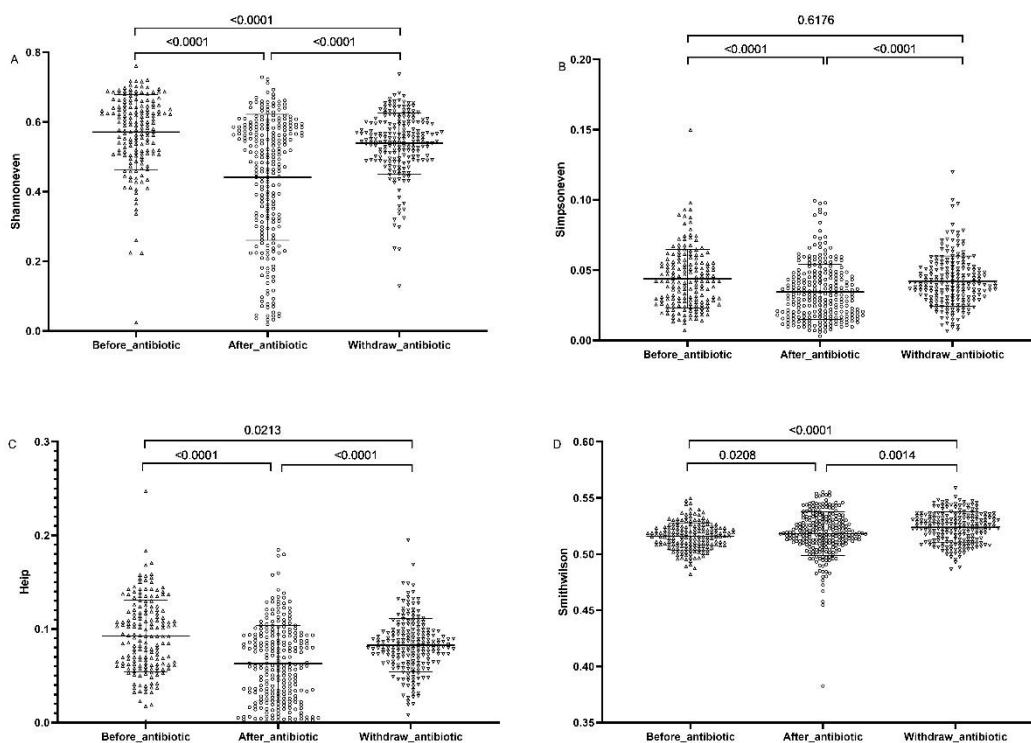 A
<0.0001
<0.0001
<0.0001
Shannoneven
0.8
0.6
0.4
0.2
0.0
Before_antibiotic
After_antibiotic
Withdraw_antibiotic
B
0.6176
<0.0001
<0.0001
Simpsoneven
0.20
0.15
0.10
0.05
0.00
Before_antibiotic
After_antibiotic
Withdraw_antibiotic
C
0.0213
<0.0001
<0.0001
Heip
0.3
0.2
0.1
0.0
Before_antibiotic
After_antibiotic
Withdraw_antibiotic
D
<0.0001
0.0208
0.0014
Smithwilson
0.60
0.55
0.50
0.45
0.40
0.35
Before_antibiotic
After_antibiotic
Withdraw_antibiotic